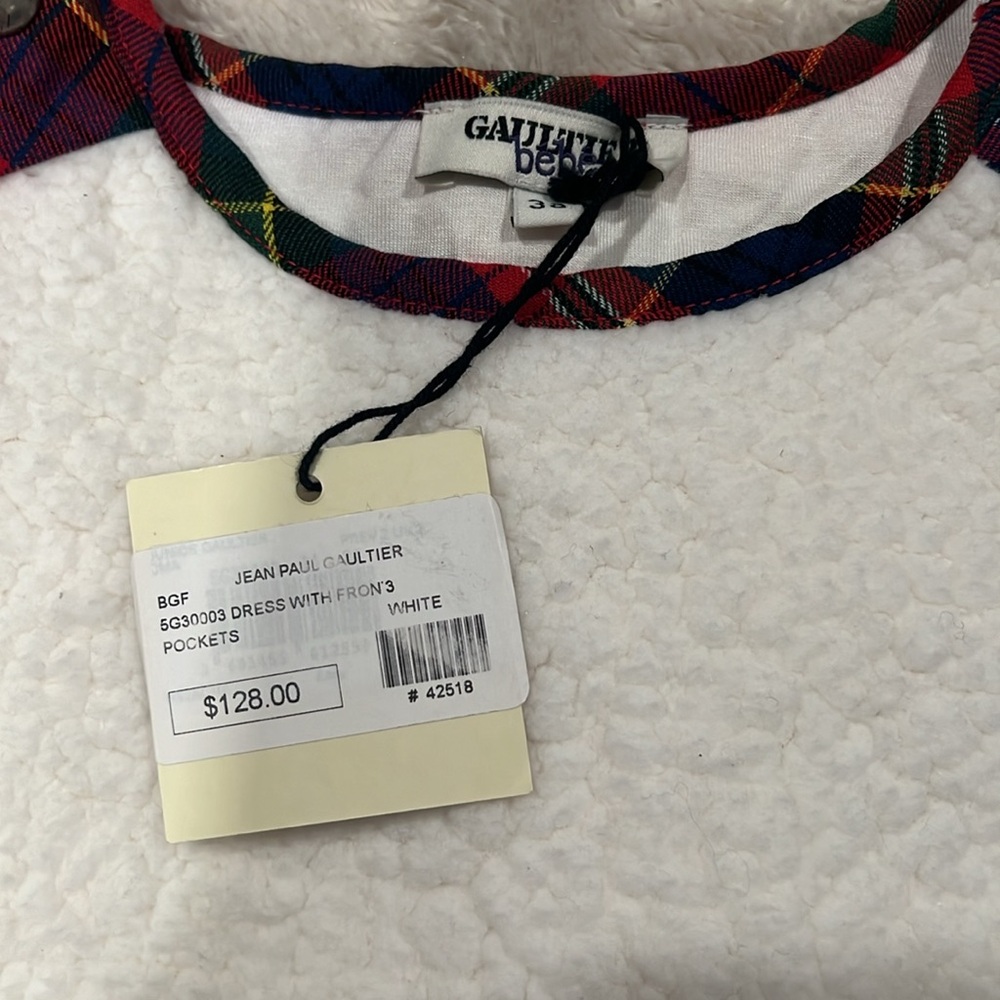 GAULTIER
bebe
JEAN PAUL GAULTIER
BGF
5G30003 DRESS WITH FRON'3
POCKETS
WHITE
$128.00
# 42518